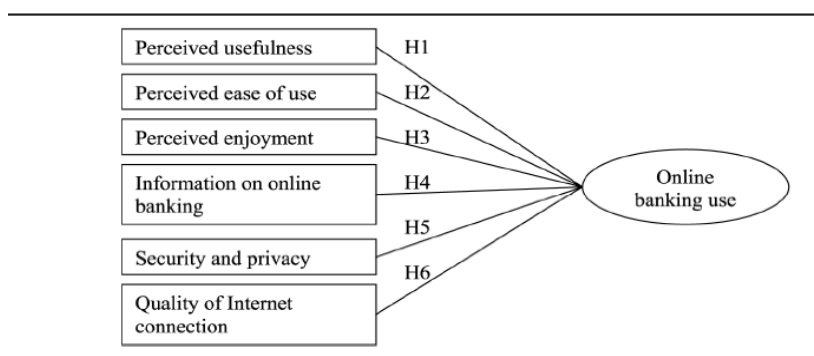 Perceived usefulness
H1
Perceived ease of use
H2
Perceived enjoyment
H3
Information on online
banking
H4
Security and privacy
H5
Quality of Internet
connection
H6
Online
banking use